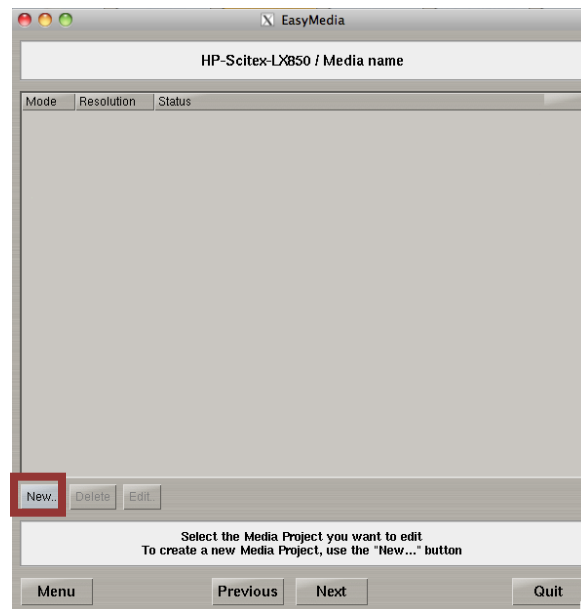 EasyMedia
HP-Scitex-LX850 / Media name
Mode Resolution Status
New.. Delete Edit..
Select the Media Project you want to edit
To create a new Media Project, use the "New..." button
Menu Previous Next Quit